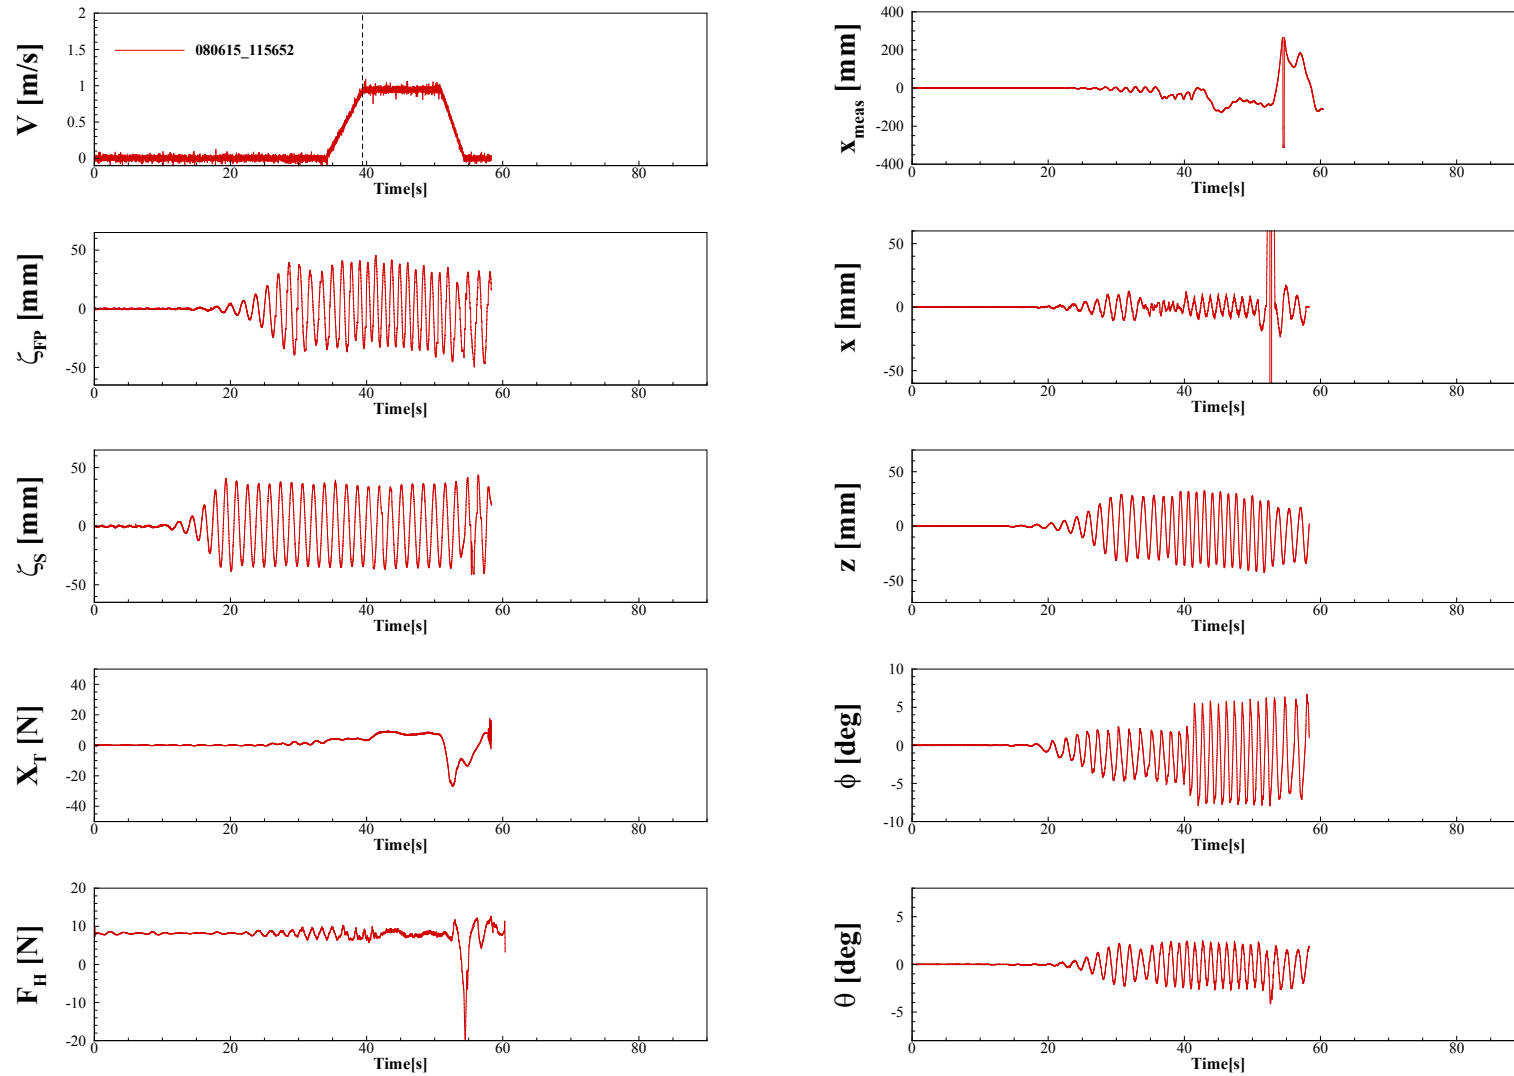 V [m/s]
2
1.5
1
0.5
0
080615_115652
0 20 40 60 80
Time[s]
x_meas [mm]
400
200
0
-200
-400
0 20 40 60 80
Time[s]
ζ_FP [mm]
50
0
-50
0 20 40 60 80
Time[s]
x [mm]
50
0
-50
0 20 40 60 80
Time[s]
ζ_S [mm]
50
0
-50
0 20 40 60 80
Time[s]
z [mm]
50
0
-50
0 20 40 60 80
Time[s]
X_T [N]
40
20
0
-20
-40
0 20 40 60 80
Time[s]
ϕ [deg]
10
5
0
-5
-10
0 20 40 60 80
Time[s]
F_H [N]
20
10
0
-10
-20
0 20 40 60 80
Time[s]
θ [deg]
5
0
-5
0 20 40 60 80
Time[s]